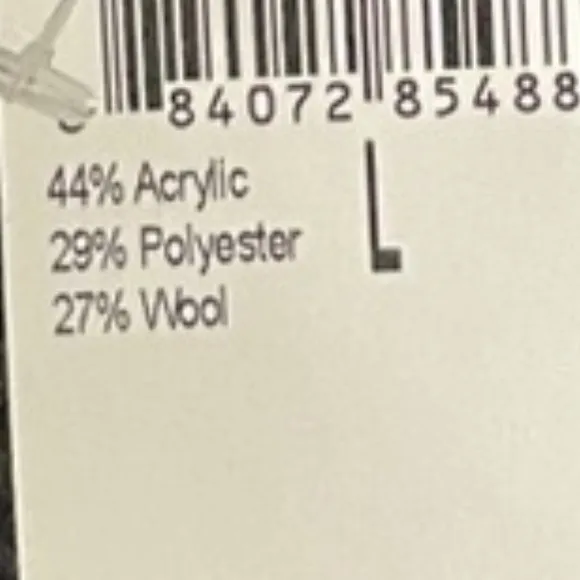 84072 85488
44% Acrylic
L
29% Polyester
27% Wool